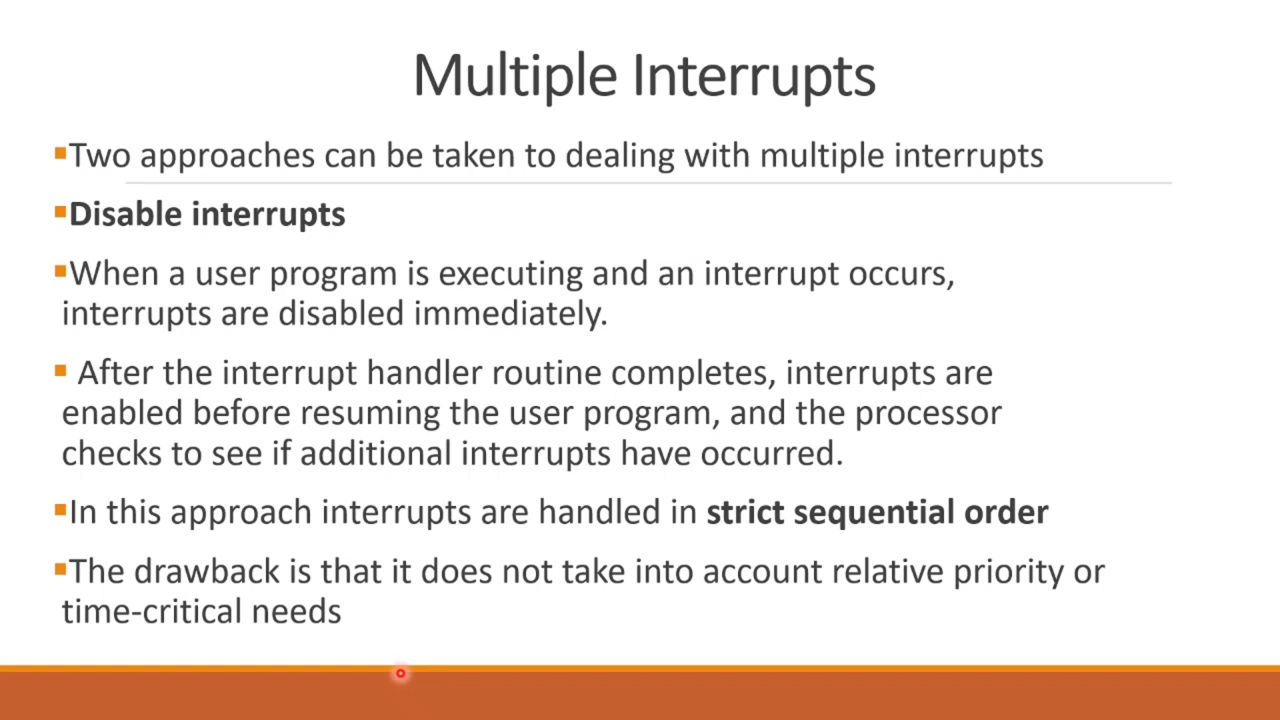 Multiple Interrupts
▪Two approaches can be taken to dealing with multiple interrupts
▪Disable interrupts
▪When a user program is executing and an interrupt occurs,
interrupts are disabled immediately.
▪ After the interrupt handler routine completes, interrupts are
enabled before resuming the user program, and the processor
checks to see if additional interrupts have occurred.
▪In this approach interrupts are handled in strict sequential order
▪The drawback is that it does not take into account relative priority or
time-critical needs